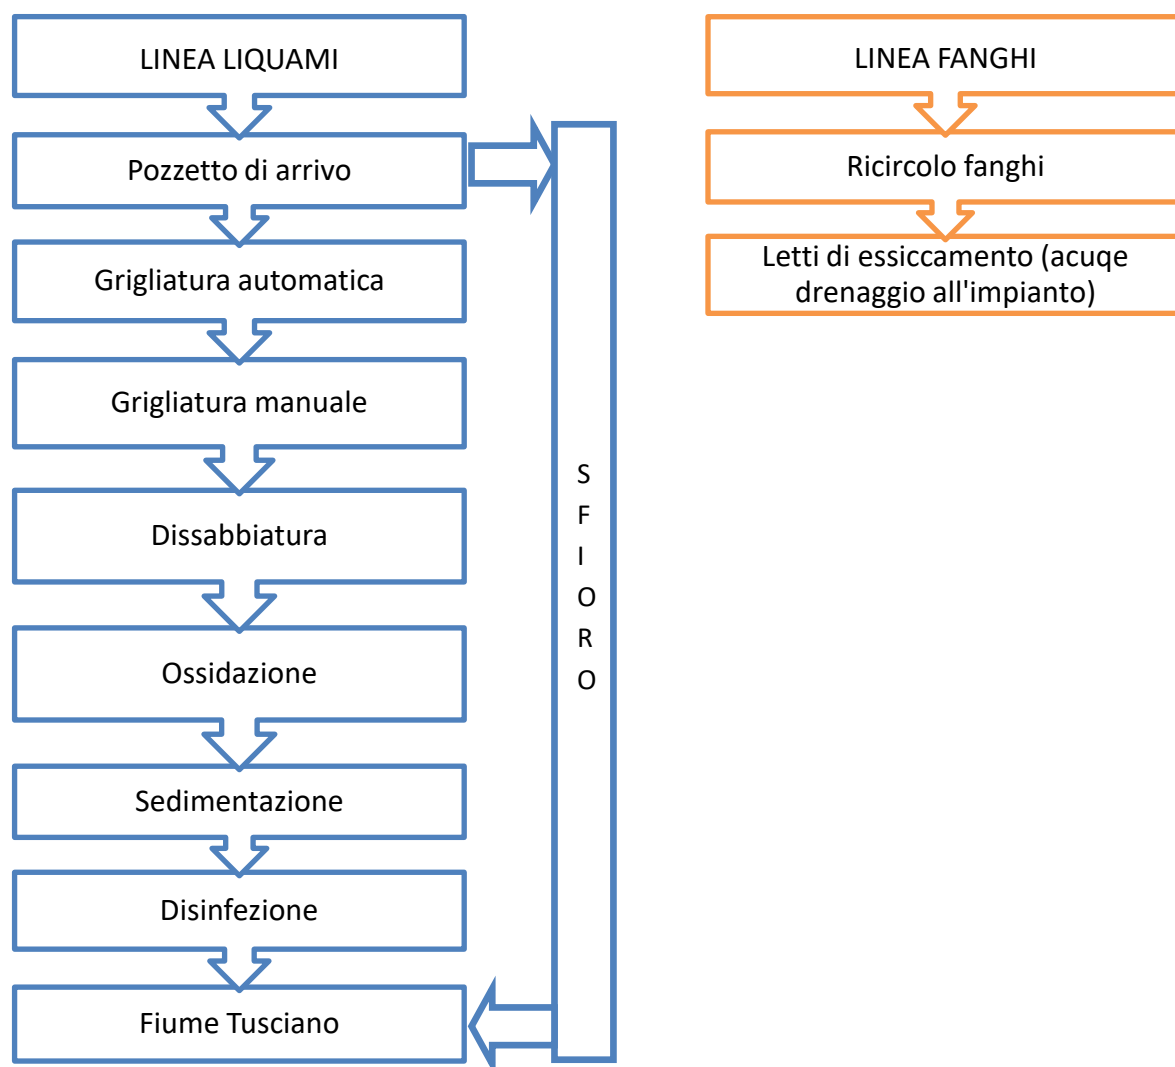 LINEA LIQUAMI
Pozzetto di arrivo
Grigliatura automatica
Grigliatura manuale
Dissabbiatura
Ossidazione
Sedimentazione
Disinfezione
Fiume Tusciano
S
F
I
O
R
O
LINEA FANGHI
Ricircolo fanghi
Letti di essiccamento (acuqe
drenaggio all'impianto)